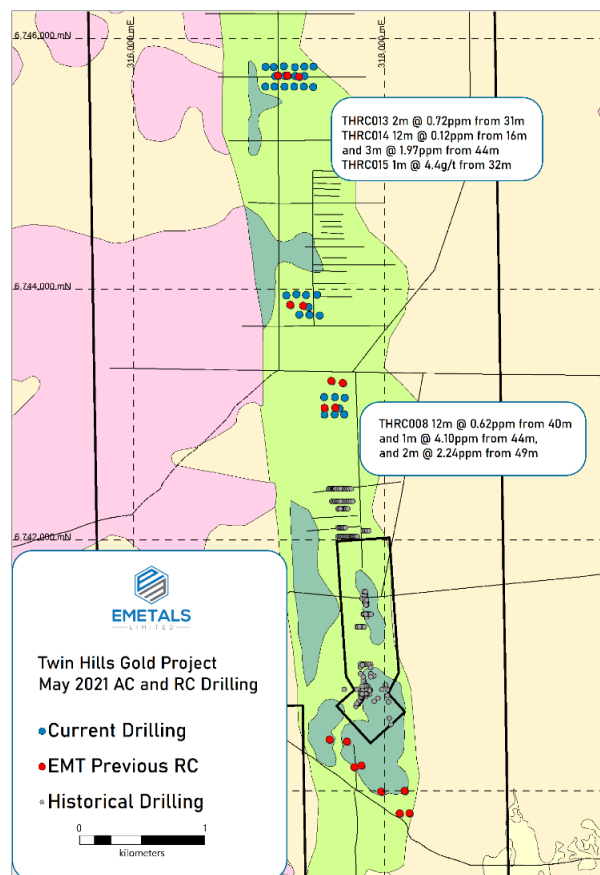 6,746,000 mN
316,000 mE
318,000 mE
THRC013 2m @ 0.72ppm from 31m
THRC014 12m @ 0.12ppm from 16m
and 3m @ 1.97ppm from 44m
THRC015 1m @ 4.4g/t from 32m
6,744,000 mN
THRC008 12m @ 0.62ppm from 40m
and 1m @ 4.10ppm from 44m,
and 2m @ 2.24ppm from 49m
6,742,000 mN
EMETALS
LIMITED
Twin Hills Gold Project
May 2021 AC and RC Drilling
Current Drilling
EMT Previous RC
Historical Drilling
0 1
kilometers